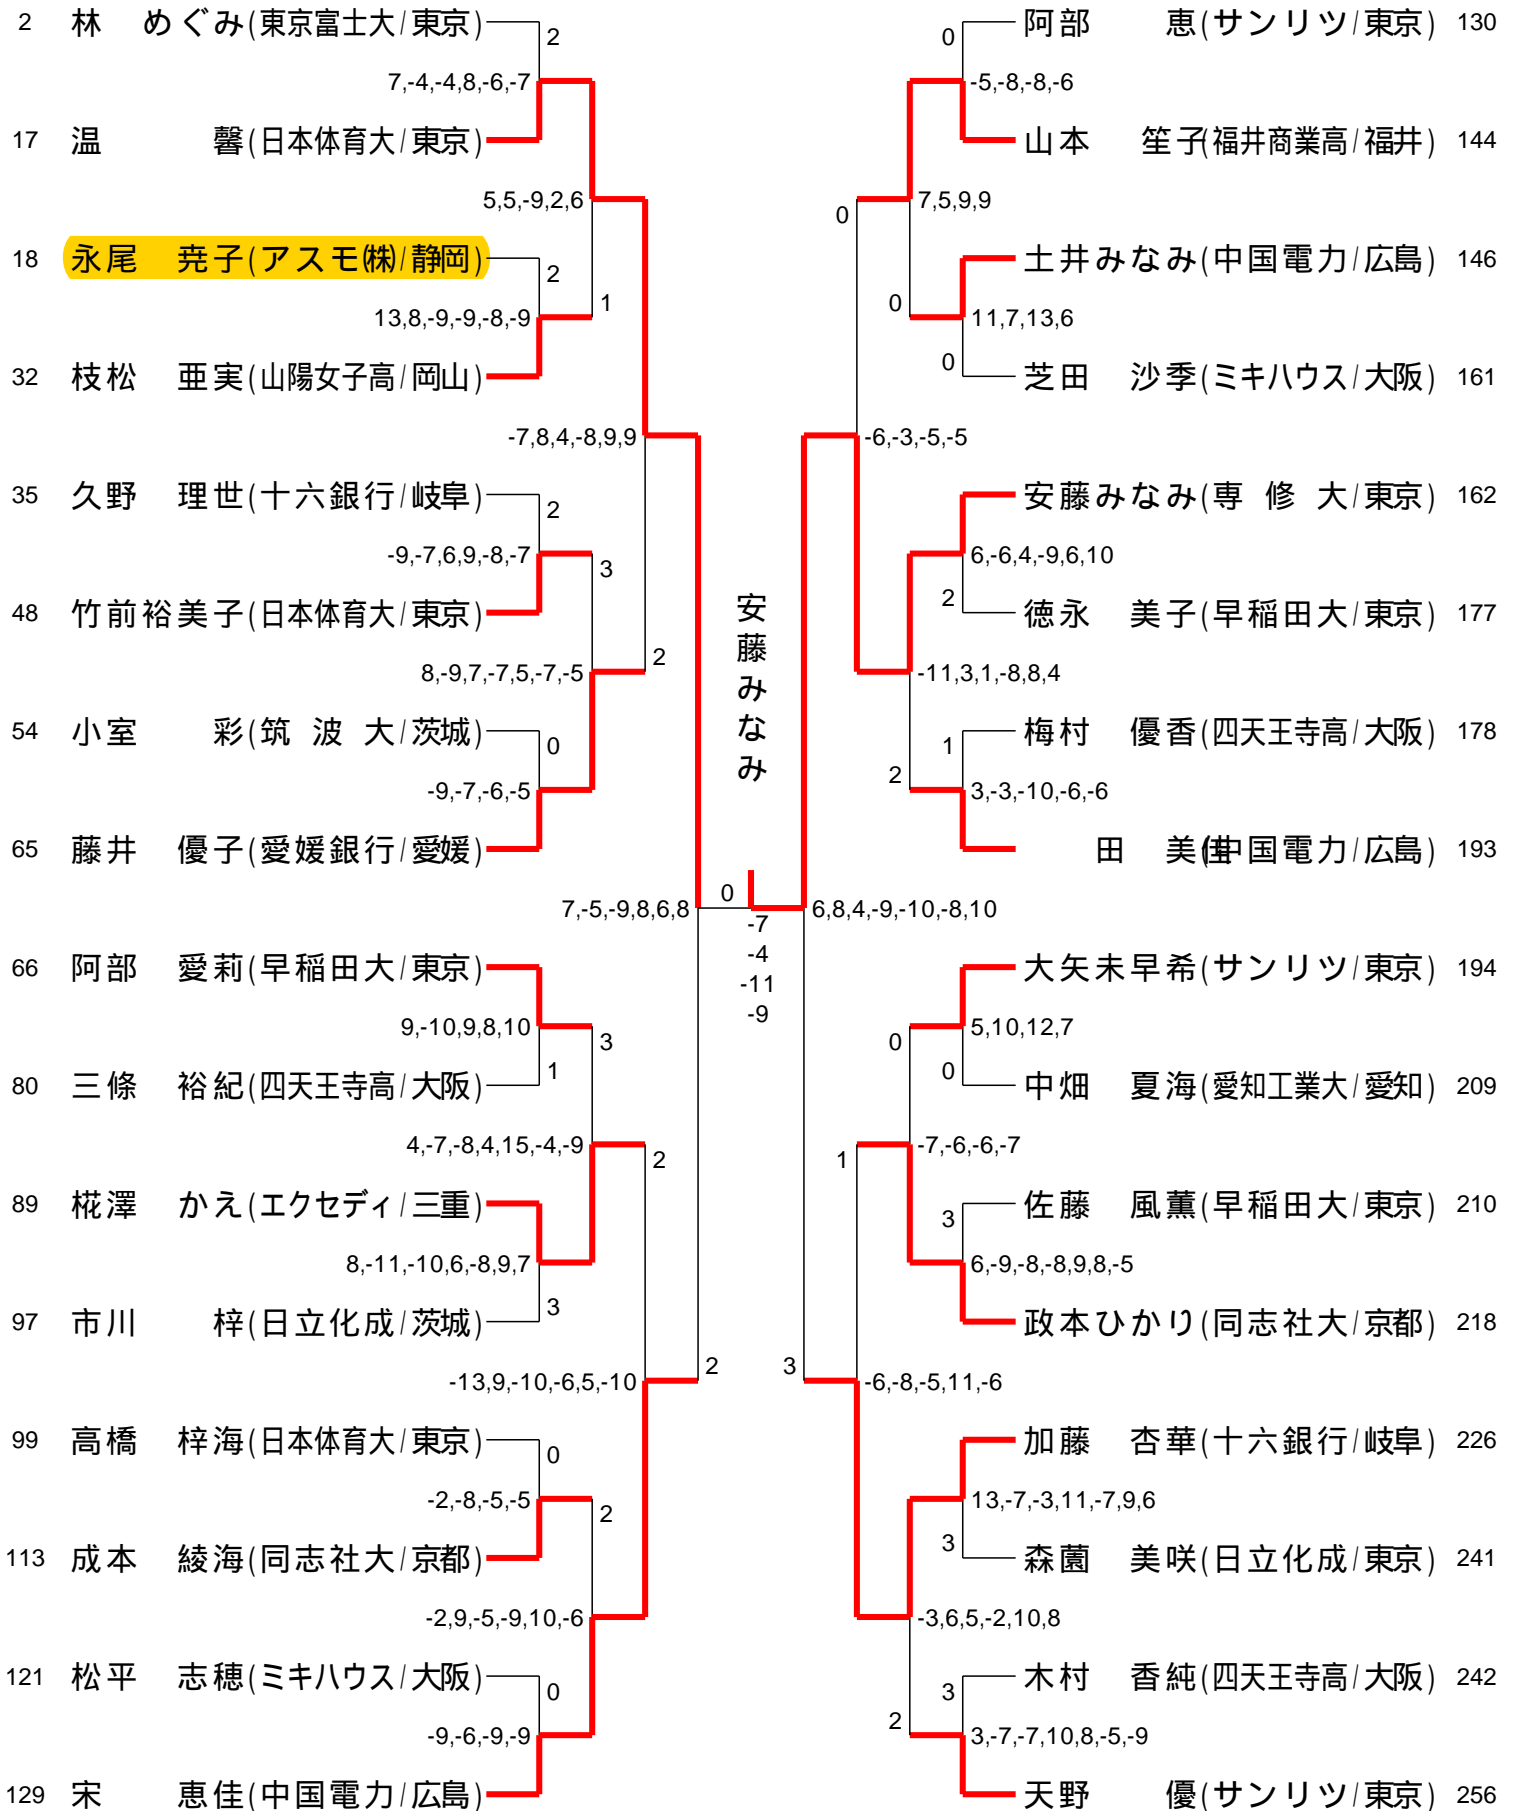 2 林 めぐみ(東京富士大/東京)
2
7,-4,-4,8,-6,-7
17 温 馨(日本体育大/東京)
5,5,-9,2,6
18 永尾 尭子(アスモ㈱/静岡)
2
1
13,8,-9,-9,-8,-9
32 枝松 亜実(山陽女子高/岡山)
-7,8,4,-8,9,9
35 久野 理世(十六銀行/岐阜)
2
-9,-7,6,9,-8,-7
3
48 竹前裕美子(日本体育大/東京)
2
8,-9,7,-7,5,-7,-5
54 小室 彩(筑波大/茨城)
0
-9,-7,-6,-5
65 藤井 優子(愛媛銀行/愛媛)
7,-5,-9,8,6,8
66 阿部 愛莉(早稲田大/東京)
9,-10,9,8,10
3
1
80 三條 裕紀(四天王寺高/大阪)
4,-7,-8,4,15,-4,-9
2
89 椛澤 かえ(エクセディ/三重)
8,-11,-10,6,-8,9,7
3
97 市川 梓(日立化成/茨城)
2
-13,9,-10,-6,5,-10
99 高橋 梓海(日本体育大/東京)
0
-2,-8,-5,-5
2
113 成本 綾海(同志社大/京都)
-2,9,-5,-9,10,-6
121 松平 志穂(ミキハウス/大阪)
0
-9,-6,-9,-9
129 宋 恵佳(中国電力/広島)
安藤みなみ
0
-7
-4
-11
-9
阿部 恵(サンリツ/東京) 130
0
-5,-8,-8,-6
山本 笙子(福井商業高/福井) 144
0
7,5,9,9
土井みなみ(中国電力/広島) 146
0
11,7,13,6
0
芝田 沙季(ミキハウス/大阪) 161
-6,-3,-5,-5
安藤みなみ(専修大/東京) 162
6,-6,4,-9,6,10
2
徳永 美子(早稲田大/東京) 177
-11,3,1,-8,8,4
梅村 優香(四天王寺高/大阪) 178
1
2
3,-3,-10,-6,-6
田 美佳(中国電力/広島) 193
6,8,4,-9,-10,-8,10
大矢未早希(サンリツ/東京) 194
5,10,12,7
0
0
中畑 夏海(愛知工業大/愛知) 209
1
-7,-6,-6,-7
佐藤 風薫(早稲田大/東京) 210
3
6,-9,-8,-8,9,8,-5
政本ひかり(同志社大/京都) 218
3
-6,-8,-5,11,-6
加藤 杏華(十六銀行/岐阜) 226
13,-7,-3,11,-7,9,6
3
森薗 美咲(日立化成/東京) 241
-3,6,5,-2,10,8
木村 香純(四天王寺高/大阪) 242
3
2
3,-7,-7,10,8,-5,-9
天野 優(サンリツ/東京) 256